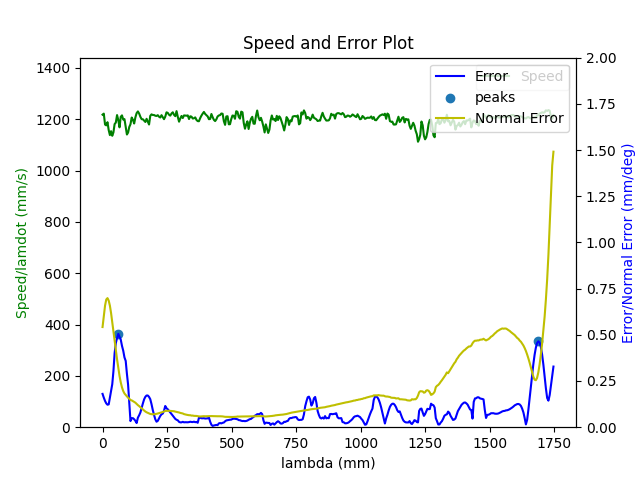 Speed and Error Plot
1400
1200
1000
800
600
400
200
0
Speed/lamdot (mm/s)
2.00
1.75
1.50
1.25
1.00
0.75
0.50
0.25
0.00
Error/Normal Error (mm/deg)
Speed
Error
peaks
Normal Error
0 250 500 750 1000 1250 1500 1750
lambda (mm)